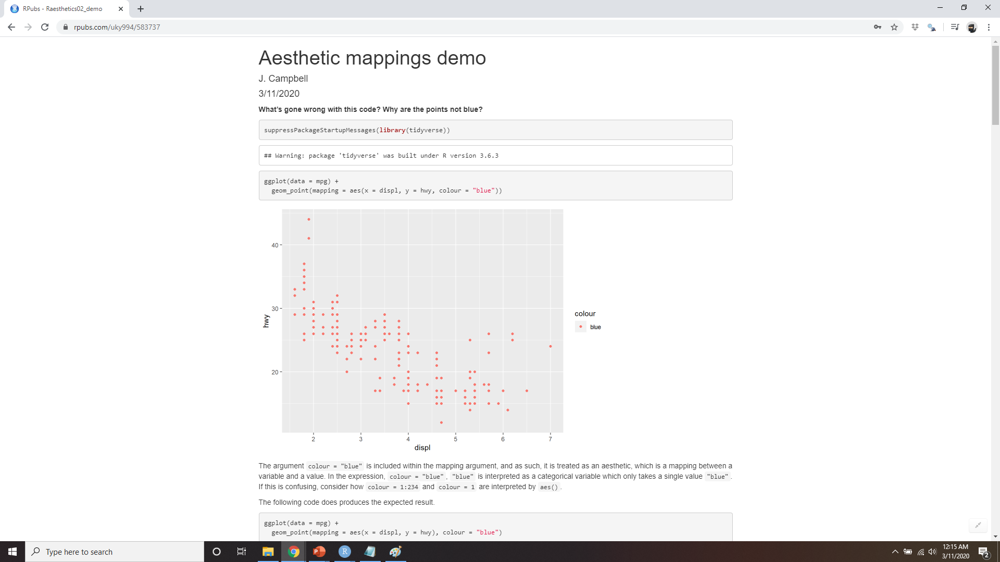 RPubs - Raesthetics02_demo
rpubs.com/uky994/583737
Aesthetic mappings demo
J. Campbell
3/11/2020
What's gone wrong with this code? Why are the points not blue?
suppressPackageStartupMessages(library(tidyverse))
## Warning: package 'tidyverse' was built under R version 3.6.3
ggplot(data = mpg) +
geom_point(mapping = aes(x = displ, y = hwy, colour = "blue"))
40
30
20
hwy
2 3 4 5 6 7
displ
colour
blue
The argument colour = "blue" is included within the mapping argument, and as such, it is treated as an aesthetic, which is a mapping between a
variable and a value. In the expression, colour = "blue", "blue" is interpreted as a categorical variable which only takes a single value "blue".
If this is confusing, consider how colour = 1:234 and colour = 1 are interpreted by aes().
The following code does produces the expected result.
ggplot(data = mpg) +
geom_point(mapping = aes(x = displ, y = hwy), colour = "blue")
Type here to search
P
R
12:15 AM
3/11/2020
2